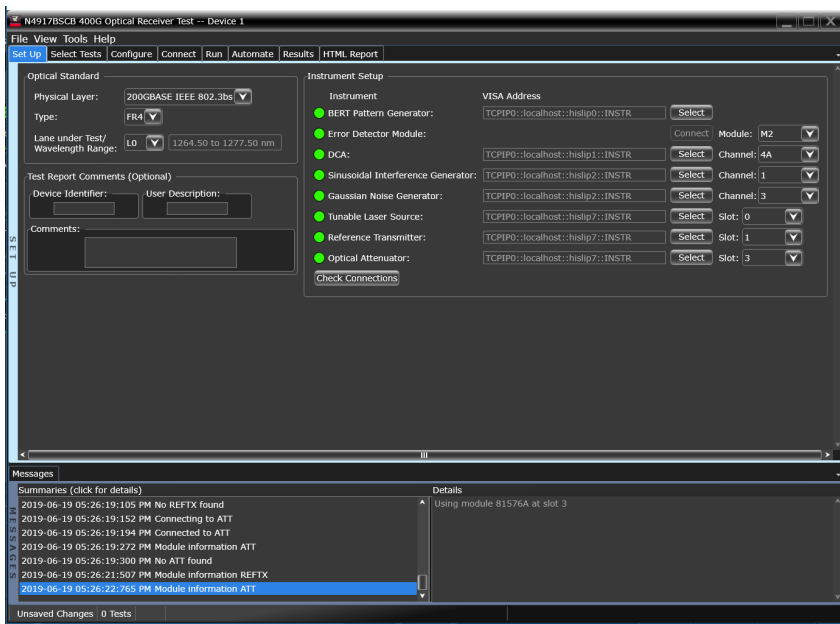 N4917BSCB 400G Optical Receiver Test -- Device 1
File View Tools Help
Set Up Select Tests Configure Connect Run Automate Results HTML Report
SET UP
Optical Standard
Physical Layer: 200GBASE IEEE 802.3bs
Type: FR4
Lane under Test/
Wavelength Range: L0 1264.50 to 1277.50 nm
Test Report Comments (Optional)
Device Identifier: User Description:
Comments:
Instrument Setup
Instrument VISA Address
BERT Pattern Generator: TCPIP0::localhost::hislip0::INSTR Select
Error Detector Module: Connect Module: M2
DCA: TCPIP0::localhost::hislip1::INSTR Select Channel: 4A
Sinusoidal Interference Generator: TCPIP0::localhost::hislip2::INSTR Select Channel: 1
Gaussian Noise Generator: TCPIP0::localhost::hislip2::INSTR Select Channel: 3
Tunable Laser Source: TCPIP0::localhost::hislip7::INSTR Select Slot: 0
Reference Transmitter: TCPIP0::localhost::hislip7::INSTR Select Slot: 1
Optical Attenuator: TCPIP0::localhost::hislip7::INSTR Select Slot: 3
Check Connections
Messages
MESSAGES
Summaries (click for details)
2019-06-19 05:26:19:105 PM No REFTX found
2019-06-19 05:26:19:152 PM Connecting to ATT
2019-06-19 05:26:19:194 PM Connected to ATT
2019-06-19 05:26:19:272 PM Module information ATT
2019-06-19 05:26:19:300 PM No ATT found
2019-06-19 05:26:21:507 PM Module information REFTX
2019-06-19 05:26:22:765 PM Module information ATT
Details
Using module 81576A at slot 3
Unsaved Changes 0 Tests